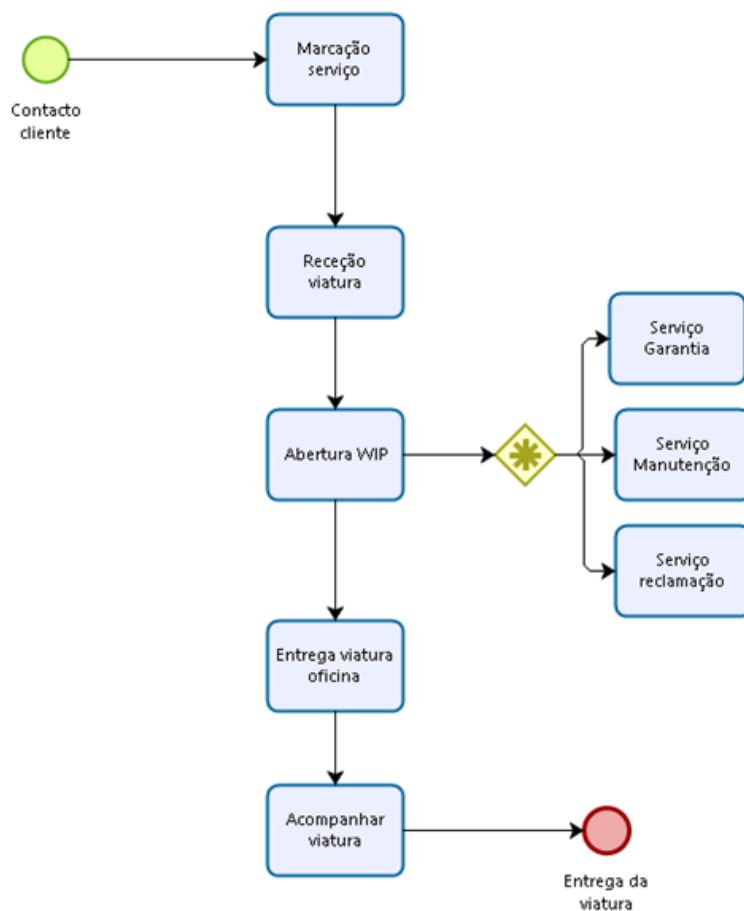 Marcação
serviço
Contacto
cliente
Receção
viatura
Serviço
Garantia
Abertura WIP
Serviço
Manutenção
Serviço
reclamação
Entrega viatura
oficina
Acompanhar
viatura
Entrega da
viatura